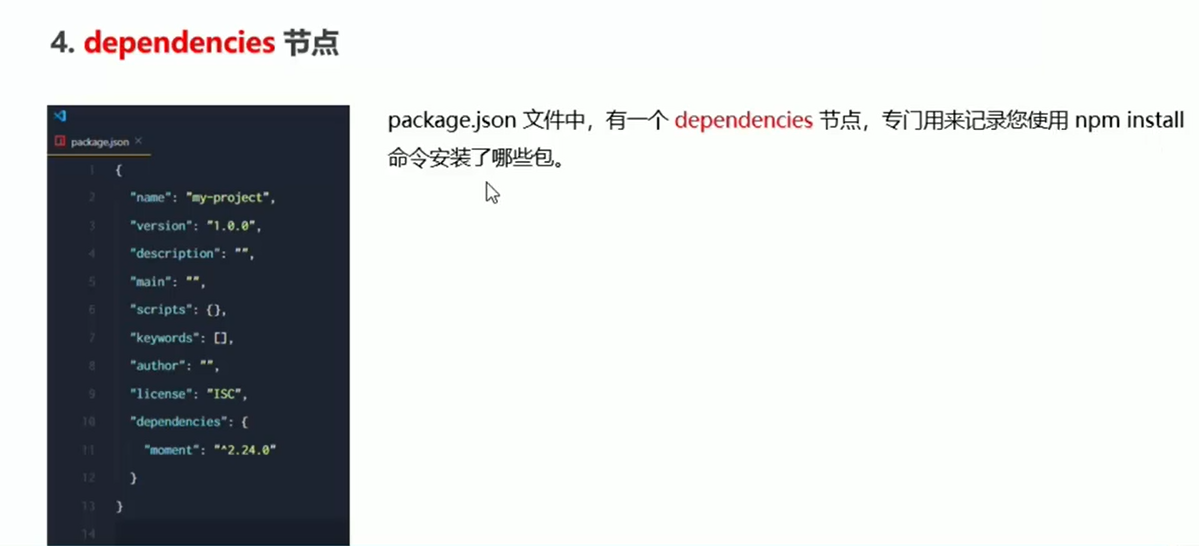 4. dependencies 节点
package.json 文件中，有一个 dependencies 节点，专门用来记录您使用 npm install
命令安装了哪些包。
package.json ×
1 {
2 "name": "my-project",
3 "version": "1.0.0",
4 "description": "",
5 "main": "",
6 "scripts": {},
7 "keywords": [],
8 "author": "",
9 "license": "ISC",
10 "dependencies": {
11 "moment": "^2.24.0"
12 }
13 }
14